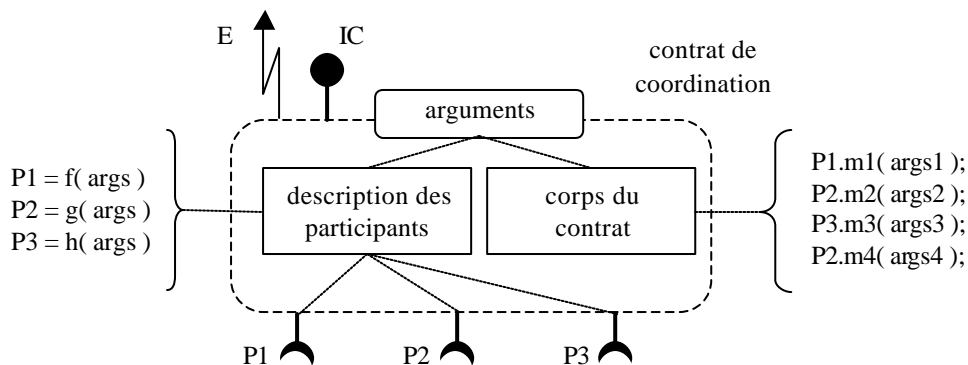 E
IC
contrat de
coordination
arguments
P1 = f( args )
P2 = g( args )
P3 = h( args )
description des
participants
corps du
contrat
P1.m1( args1 );
P2.m2( args2 );
P3.m3( args3 );
P2.m4( args4 );
P1
P2
P3